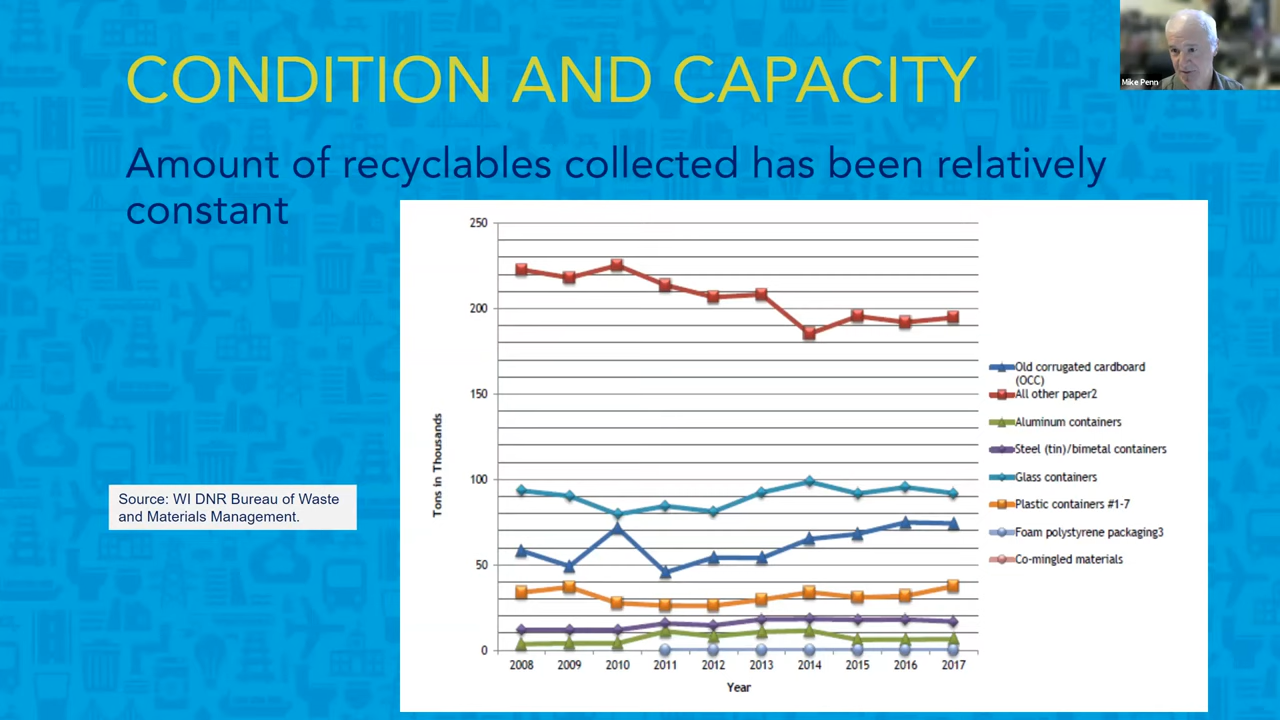 CONDITION AND CAPACITY
Mike Penn
Amount of recyclables collected has been relatively
constant
250
200
150
100
50
0
Tons in Thousands
2008 2009 2010 2011 2012 2013 2014 2015 2016 2017
Year
Old corrugated cardboard
(OCC)
All other paper2
Aluminum containers
Steel (tin)/bimetal containers
Glass containers
Plastic containers #1-7
Foam polystyrene packaging3
Co-mingled materials
Source: WI DNR Bureau of Waste
and Materials Management.